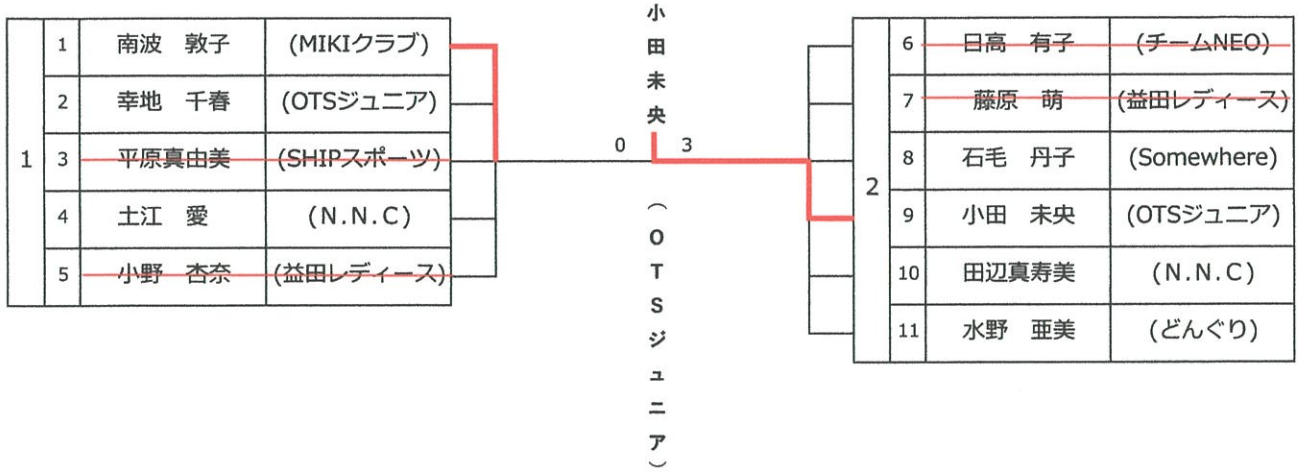 1
1 南波 敦子 (MIKIクラブ)
2 幸地 千春 (OTSジュニア)
3 平原真由美 (SHIPスポーツ)
4 土江 愛 (N.N.C)
5 小野 杏奈 (益田レディース)
0 3
小田未央（OTSジュニア）
2
6 日高 有子 (チームNEO)
7 藤原 萌 (益田レディース)
8 石毛 丹子 (Somewhere)
9 小田 未央 (OTSジュニア)
10 田辺真寿美 (N.N.C)
11 水野 亜美 (どんぐり)